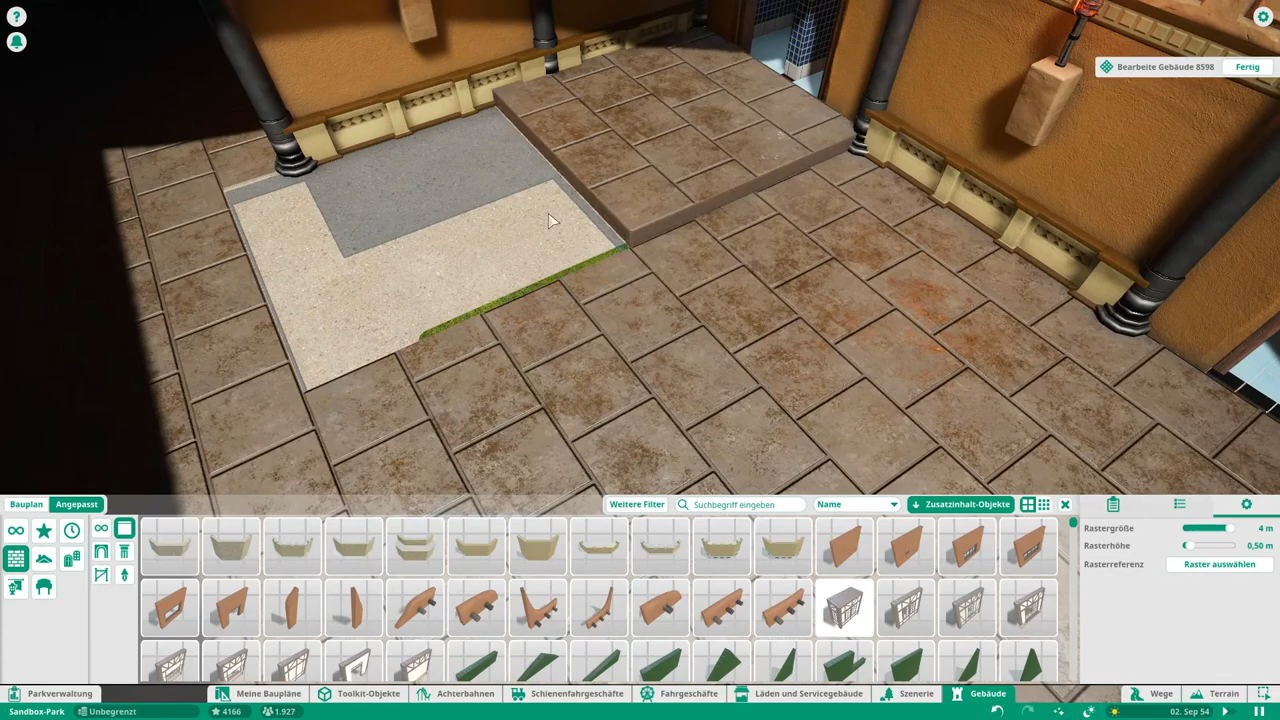 ?
Bearbeite Gebäude 8598 Fertig
Bauplan Angepasst Weitere Filter Suchbegriff eingeben Name Zusatzinhalt-Objekte
Rastergröße 4 m
Rasterhöhe 0,50 m
Rasterreferenz Raster auswählen
Parkverwaltung Meine Baupläne Toolkit-Objekte Achterbahnen Schienenfahrgeschäfte Fahrgeschäfte Läden und Servicegebäude Szenerie Gebäude Wege Terrain
Sandbox-Park Unbegrenzt 4166 1.927 02. Sep 54